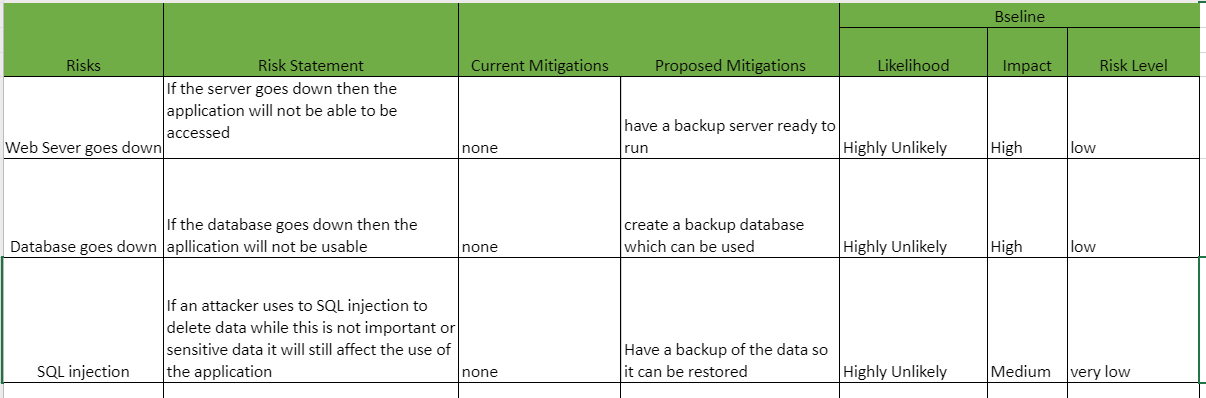 Bseline
Risks
Risk Statement
Current Mitigations
Proposed Mitigations
Likelihood
Impact
Risk Level
Web Sever goes down
If the server goes down then the
application will not be able to be
accessed
none
have a backup server ready to
run
Highly Unlikely
High
low
Database goes down
If the database goes down then the
apllication will not be usable
none
create a backup database
which can be used
Highly Unlikely
High
low
SQL injection
If an attacker uses to SQL injection to
delete data while this is not important or
sensitive data it will still affect the use of
the application
none
Have a backup of the data so
it can be restored
Highly Unlikely
Medium
very low